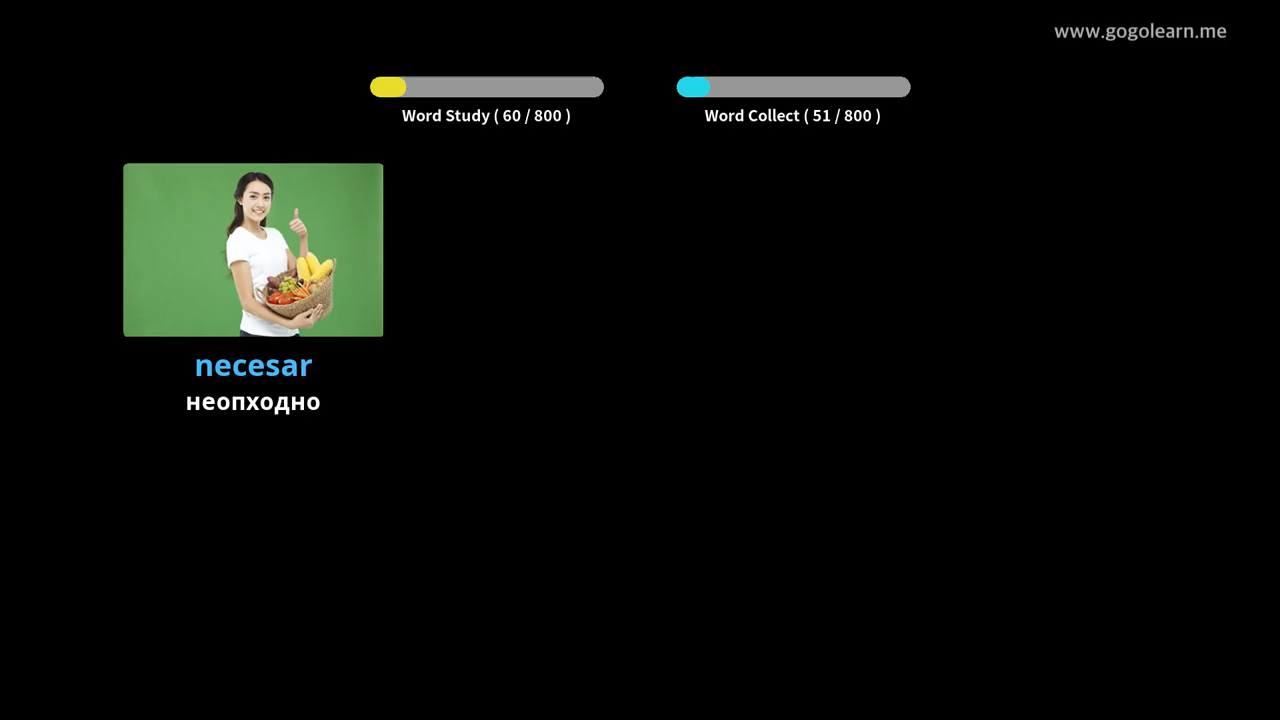 www.gogolearn.me
Word Study ( 60 / 800 )
Word Collect ( 51 / 800 )
necesar
неопходно